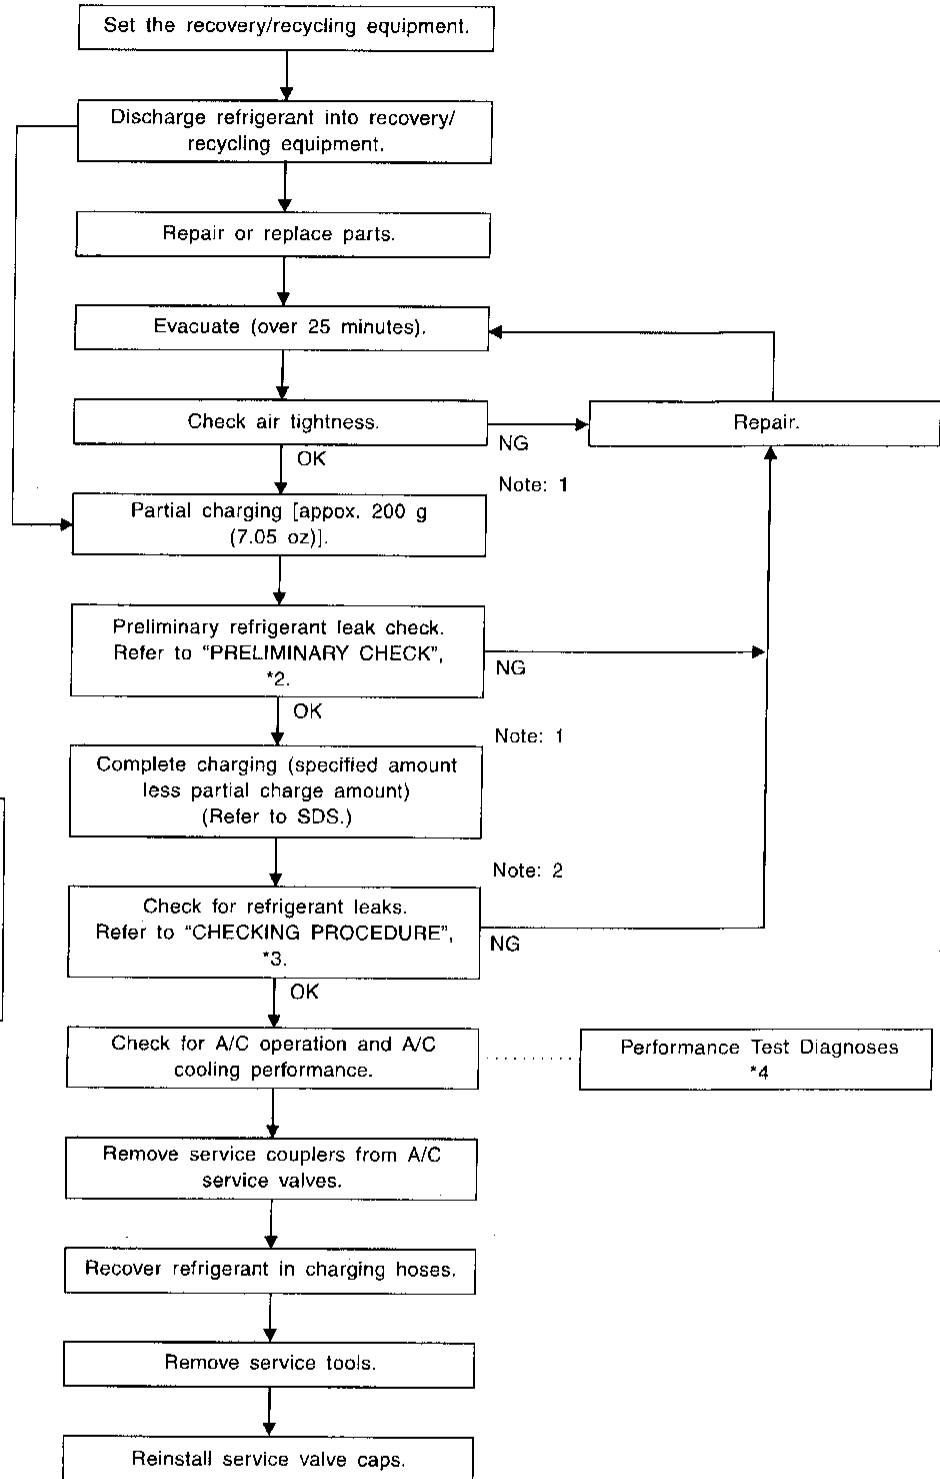 Set the recovery/recycling equipment.
Discharge refrigerant into recovery/
recycling equipment.
Repair or replace parts.
Evacuate (over 25 minutes).
Check air tightness.
NG
Repair.
OK
Note: 1
Partial charging [appox. 200 g
(7.05 oz)].
Preliminary refrigerant leak check.
Refer to "PRELIMINARY CHECK",
*2.
NG
OK
Note: 1
Complete charging (specified amount
less partial charge amount)
(Refer to SDS.)
Note: 2
Check for refrigerant leaks.
Refer to "CHECKING PROCEDURE",
*3.
NG
OK
Check for A/C operation and A/C
cooling performance.
Performance Test Diagnoses
*4
Remove service couplers from A/C
service valves.
Recover refrigerant in charging hoses.
Remove service tools.
Reinstall service valve caps.